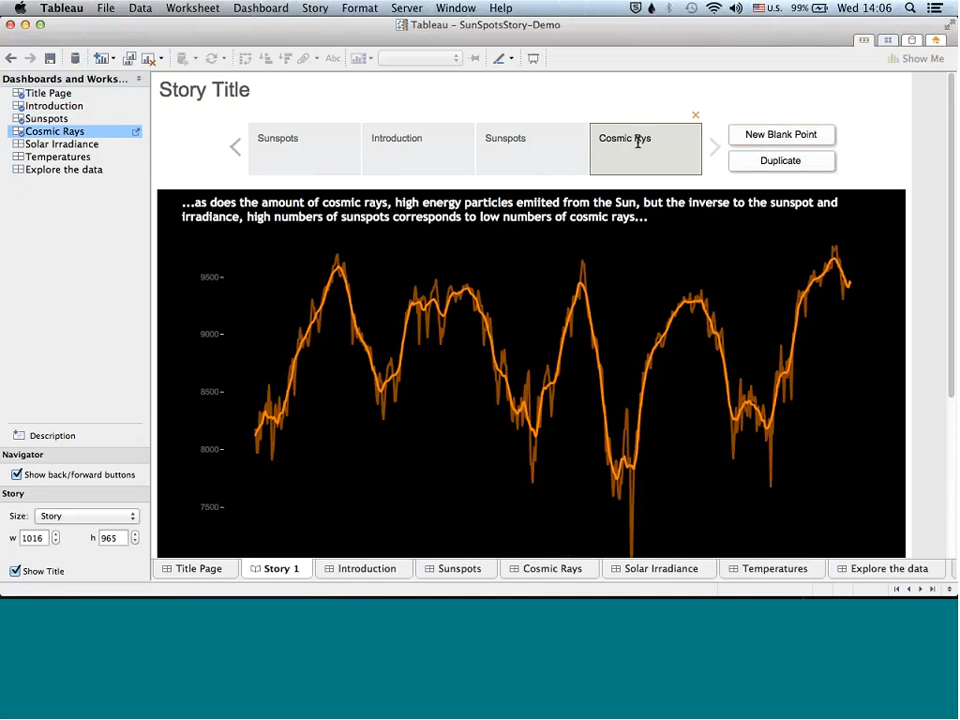 Tableau File Data Worksheet Dashboard Story Format Server Window Help U.S. 99% Wed 14:06
Tableau - SunSpotsStory-Demo
Abc Show Me
Dashboards and Works...
Title Page
Introduction
Sunspots
Cosmic Rays
Solar Irradiance
Temperatures
Explore the data
Description
Navigator
Show back/forward buttons
Story
Size: Story
w 1016 h 965
Show Title
Story Title
Sunspots Introduction Sunspots Cosmic Rays
New Blank Point
Duplicate
...as does the amount of cosmic rays, high energy particles emiited from the Sun, but the inverse to the sunspot and
irradiance, high numbers of sunspots corresponds to low numbers of cosmic rays...
9500
9000
8500
8000
7500
Title Page Story 1 Introduction Sunspots Cosmic Rays Solar Irradiance Temperatures Explore the data